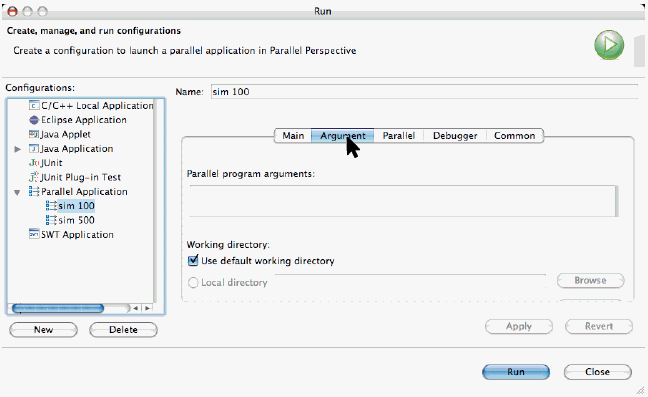 Run
Create, manage, and run configurations
Create a configuration to launch a parallel application in Parallel Perspective
Configurations:
C/C++ Local Application
Eclipse Application
Java Applet
Java Application
JUnit
JUnit Plug-in Test
Parallel Application
sim 100
sim 500
SWT Application
New Delete
Name: sim 100
Main Argument Parallel Debugger Common
Parallel program arguments:
Working directory:
Use default working directory
Local directory Browse
Apply Revert
Run Close